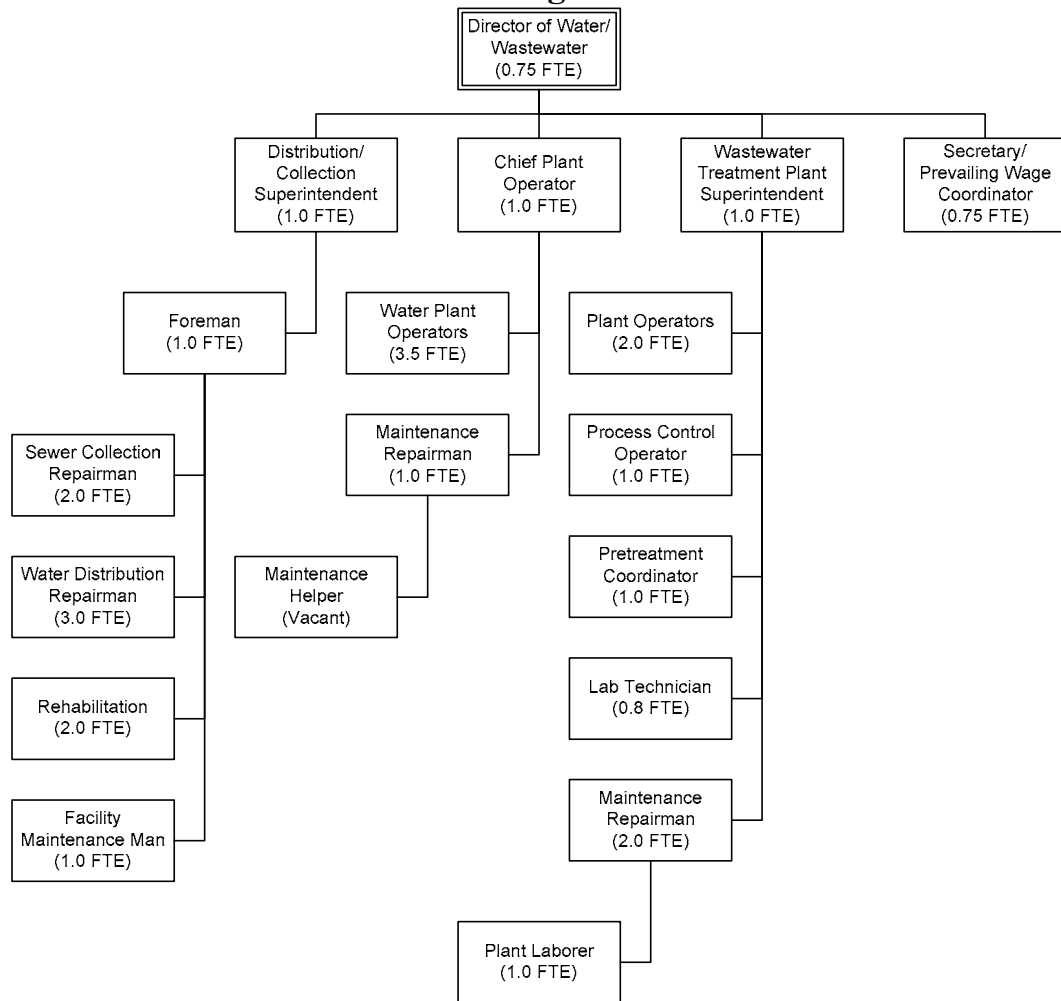 Director of Water/
Wastewater
(0.75 FTE)
Distribution/
Collection
Superintendent
(1.0 FTE)
Chief Plant
Operator
(1.0 FTE)
Wastewater
Treatment Plant
Superintendent
(1.0 FTE)
Secretary/
Prevailing Wage
Coordinator
(0.75 FTE)
Foreman
(1.0 FTE)
Water Plant
Operators
(3.5 FTE)
Plant Operators
(2.0 FTE)
Sewer Collection
Repairman
(2.0 FTE)
Maintenance
Repairman
(1.0 FTE)
Process Control
Operator
(1.0 FTE)
Water Distribution
Repairman
(3.0 FTE)
Maintenance
Helper
(Vacant)
Pretreatment
Coordinator
(1.0 FTE)
Rehabilitation
(2.0 FTE)
Lab Technician
(0.8 FTE)
Facility
Maintenance Man
(1.0 FTE)
Maintenance
Repairman
(2.0 FTE)
Plant Laborer
(1.0 FTE)